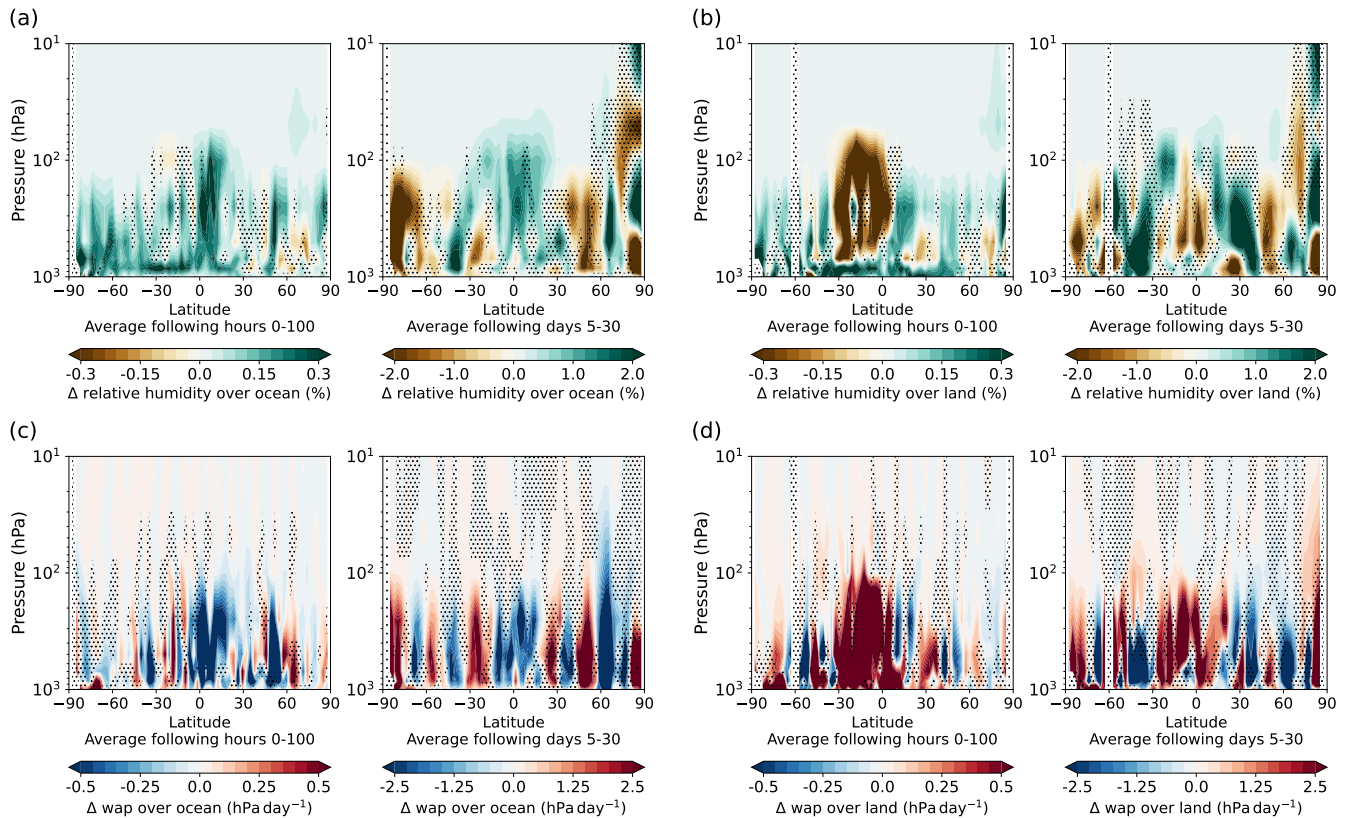 (a)
(b)
10¹ 10¹ 10¹ 10¹
Pressure (hPa) Pressure (hPa)
10² 10² 10² 10²
10³ 10³ 10³ 10³
−90 −60 −30 0 30 60 90 −90 −60 −30 0 30 60 90 −90 −60 −30 0 30 60 90 −90 −60 −30 0 30 60 90
Latitude Latitude Latitude Latitude
Average following hours 0-100 Average following days 5-30 Average following hours 0-100 Average following days 5-30
-0.3 -0.15 0.0 0.15 0.3 -2.0 -1.0 0.0 1.0 2.0 -0.3 -0.15 0.0 0.15 0.3 -2.0 -1.0 0.0 1.0 2.0
Δ relative humidity over ocean (%) Δ relative humidity over ocean (%) Δ relative humidity over land (%) Δ relative humidity over land (%)
(c)
(d)
10¹ 10¹ 10¹ 10¹
Pressure (hPa) Pressure (hPa)
10² 10² 10² 10²
10³ 10³ 10³ 10³
−90 −60 −30 0 30 60 90 −90 −60 −30 0 30 60 90 −90 −60 −30 0 30 60 90 −90 −60 −30 0 30 60 90
Latitude Latitude Latitude Latitude
Average following hours 0-100 Average following days 5-30 Average following hours 0-100 Average following days 5-30
-0.5 -0.25 0.0 0.25 0.5 -2.5 -1.25 0.0 1.25 2.5 -0.5 -0.25 0.0 0.25 0.5 -2.5 -1.25 0.0 1.25 2.5
Δ wap over ocean (hPa day⁻¹) Δ wap over ocean (hPa day⁻¹) Δ wap over land (hPa day⁻¹) Δ wap over land (hPa day⁻¹)